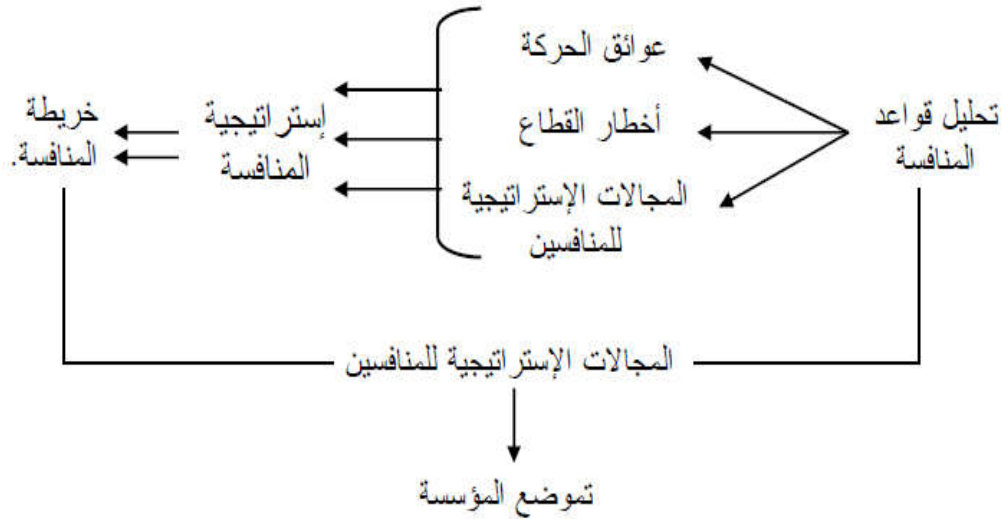 تحليل قواعد
المنافسة
عوائق الحركة
أخطار القطاع
المجالات الإستراتيجية
للمنافسين
إستراتيجية
المنافسة
خريطة
المنافسة.
المجالات الإستراتيجية للمنافسين
تموضع المؤسسة